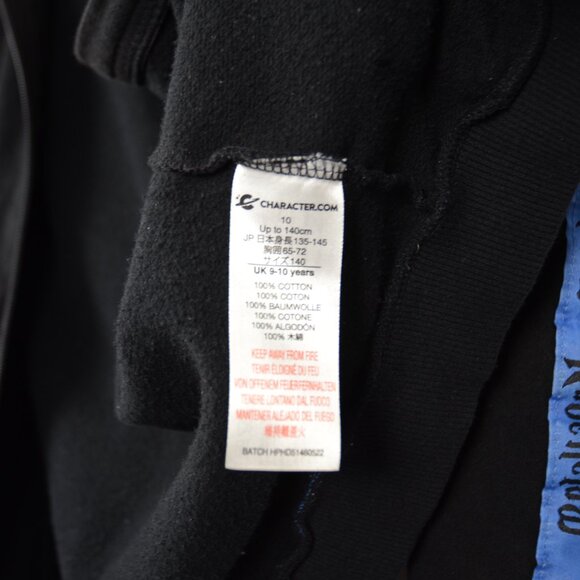 CHARACTER.COM
10
Up to 140cm
JP 日本身長 135-145
胸囲 65-72
サイズ 140
UK 9-10 years
100% COTTON
100% COTON
100% BAUMWOLLE
100% COTONE
100% ALGODÓN
100% 木綿
KEEP AWAY FROM FIRE
TENIR ÉLOIGNÉ DU FEU
VON OFFENEM FEUER FERNHALTEN
TENERE LONTANO DAL FUOCO
MANTENER ALEJADO DEL FUEGO
BATCH HPHD51460522